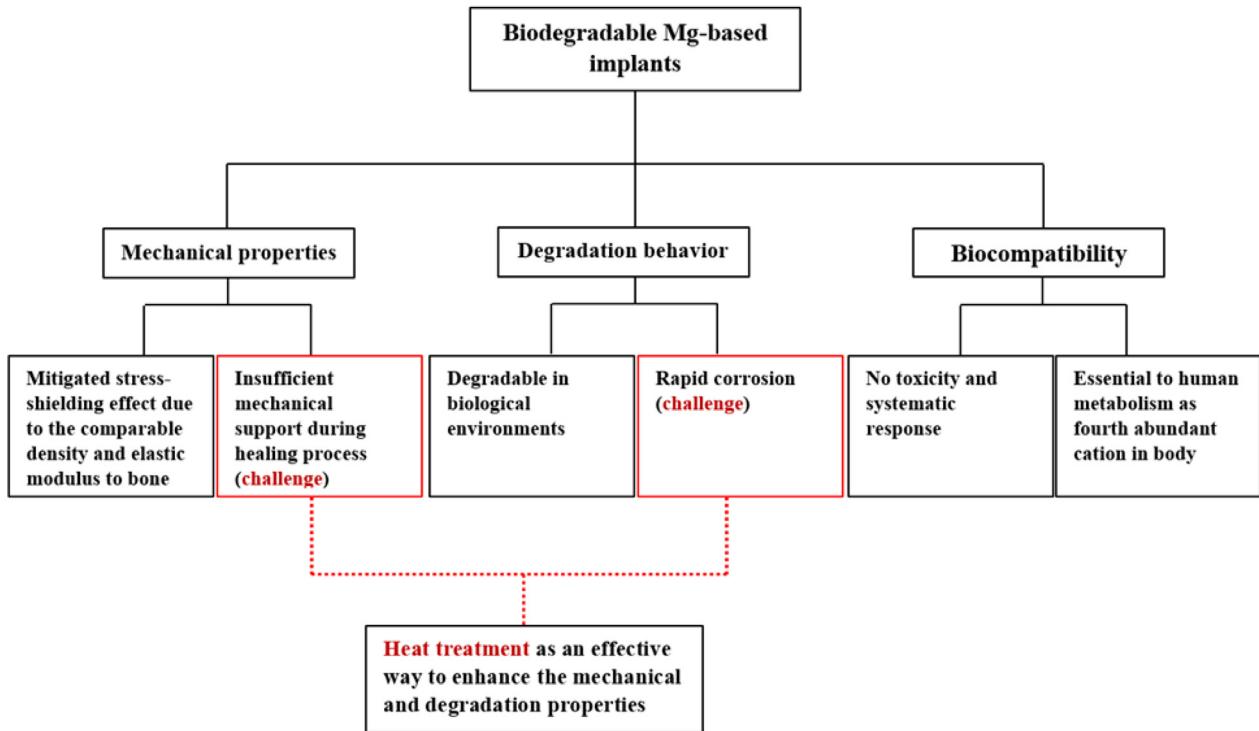 Biodegradable Mg-based
implants
Mechanical properties
Degradation behavior
Biocompatibility
Mitigated stress-
shielding effect due
to the comparable
density and elastic
modulus to bone
Insufficient
mechanical
support during
healing process
(challenge)
Degradable in
biological
environments
Rapid corrosion
(challenge)
No toxicity and
systematic
response
Essential to human
metabolism as
fourth abundant
cation in body
Heat treatment as an effective
way to enhance the mechanical
and degradation properties